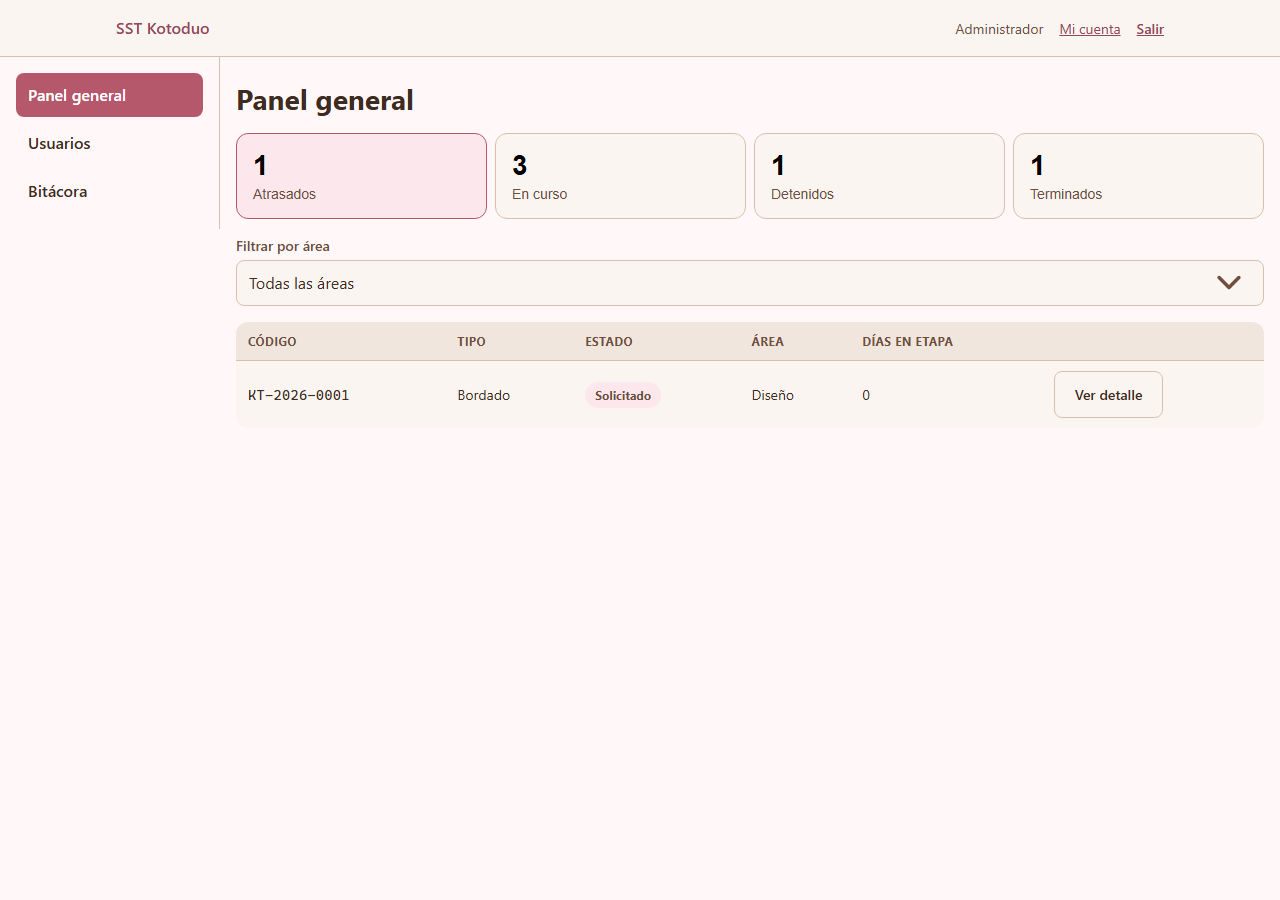 SST Kotoduo
Administrador Mi cuenta Salir
Panel general
Usuarios
Bitácora
Panel general
1
Atrasados
3
En curso
1
Detenidos
1
Terminados
Filtrar por área
Todas las áreas
CÓDIGO TIPO ESTADO ÁREA DÍAS EN ETAPA
KT-2026-0001 Bordado Solicitado Diseño 0 Ver detalle